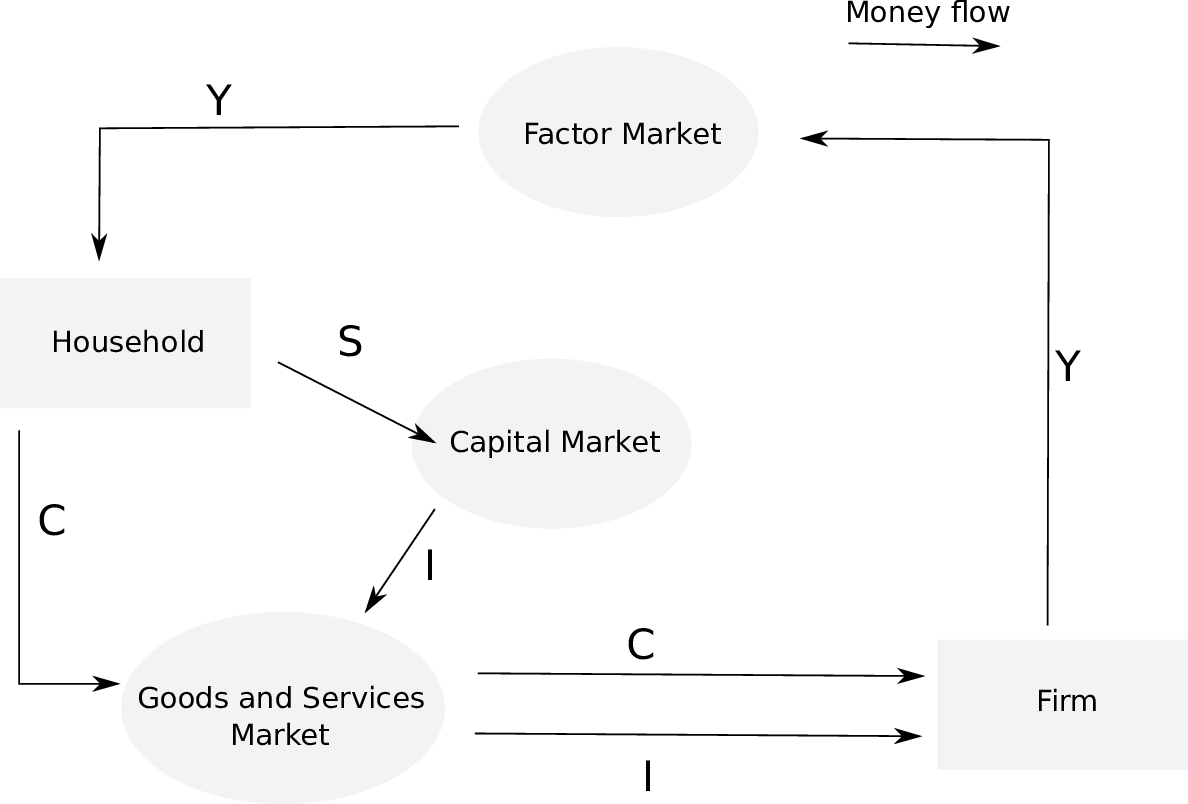 Money flow
Y
Factor Market
Household
S
Y
Capital Market
C
I
C
Goods and Services
Market
Firm
I